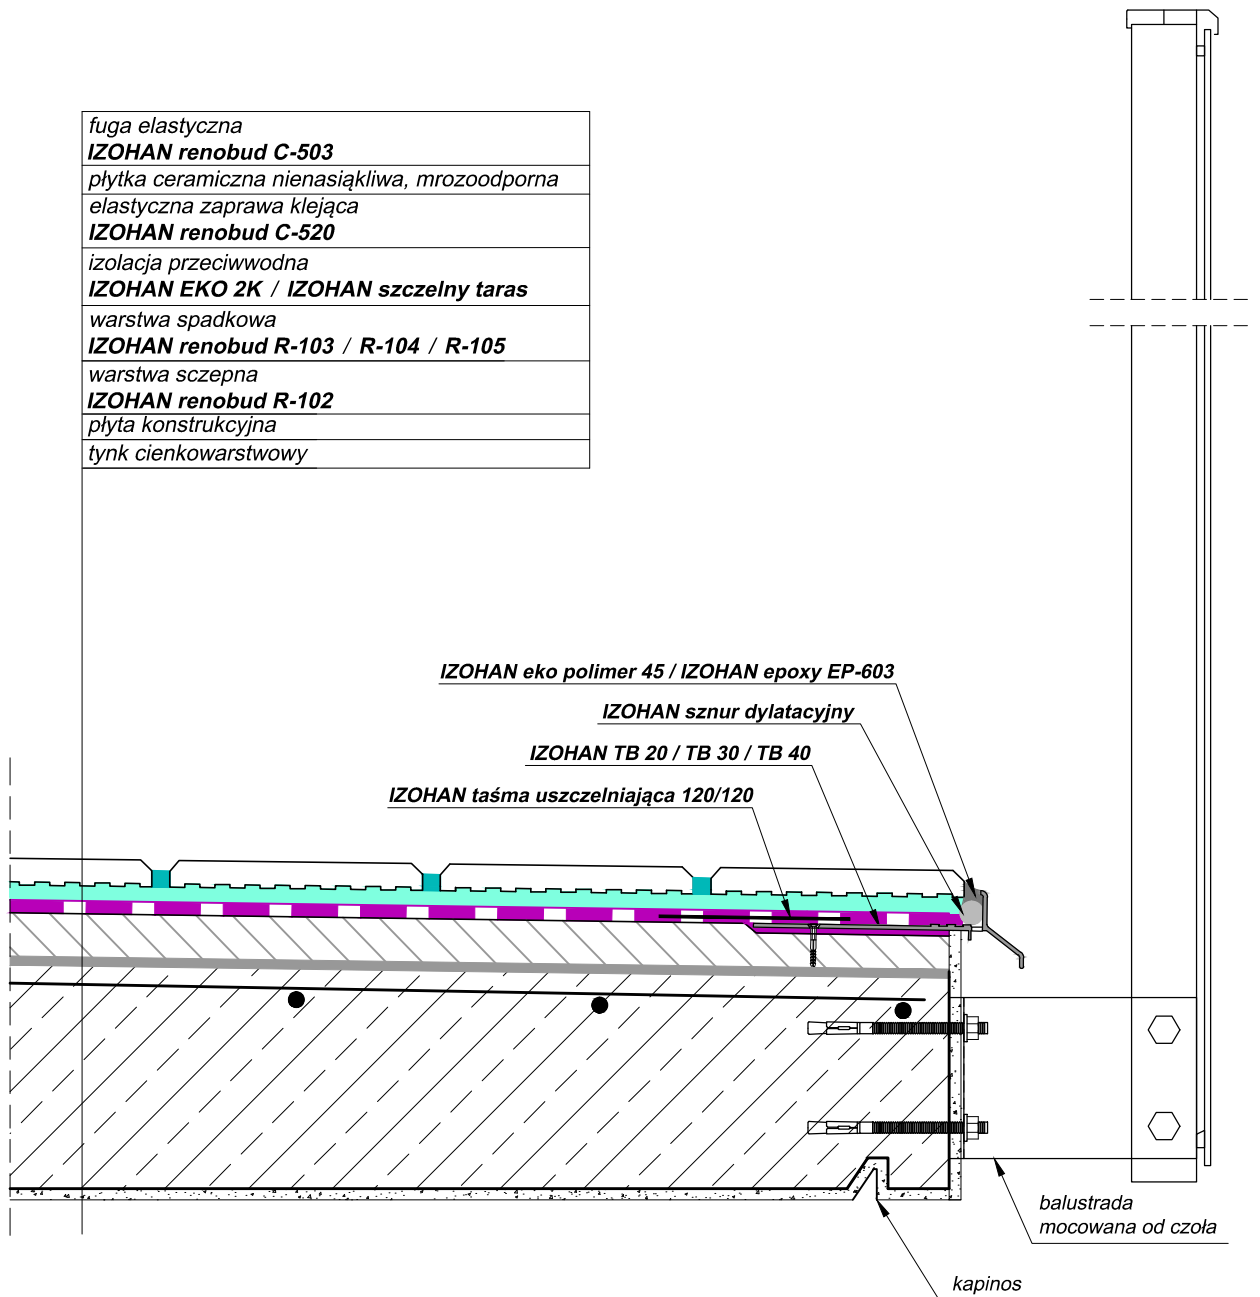 fuga elastyczna
IZOHAN renobud C-503
płytka ceramiczna nienasiąkliwa, mrozoodporna
elastyczna zaprawa klejąca
IZOHAN renobud C-520
izolacja przeciwwodna
IZOHAN EKO 2K / IZOHAN szczelny taras
warstwa spadkowa
IZOHAN renobud R-103 / R-104 / R-105
warstwa sczepna
IZOHAN renobud R-102
płyta konstrukcyjna
tynk cienkowarstwowy
IZOHAN eko polimer 45 / IZOHAN epoxy EP-603
IZOHAN sznur dylatacyjny
IZOHAN TB 20 / TB 30 / TB 40
IZOHAN taśma uszczelniająca 120/120
balustrada
mocowana od czoła
kapinos